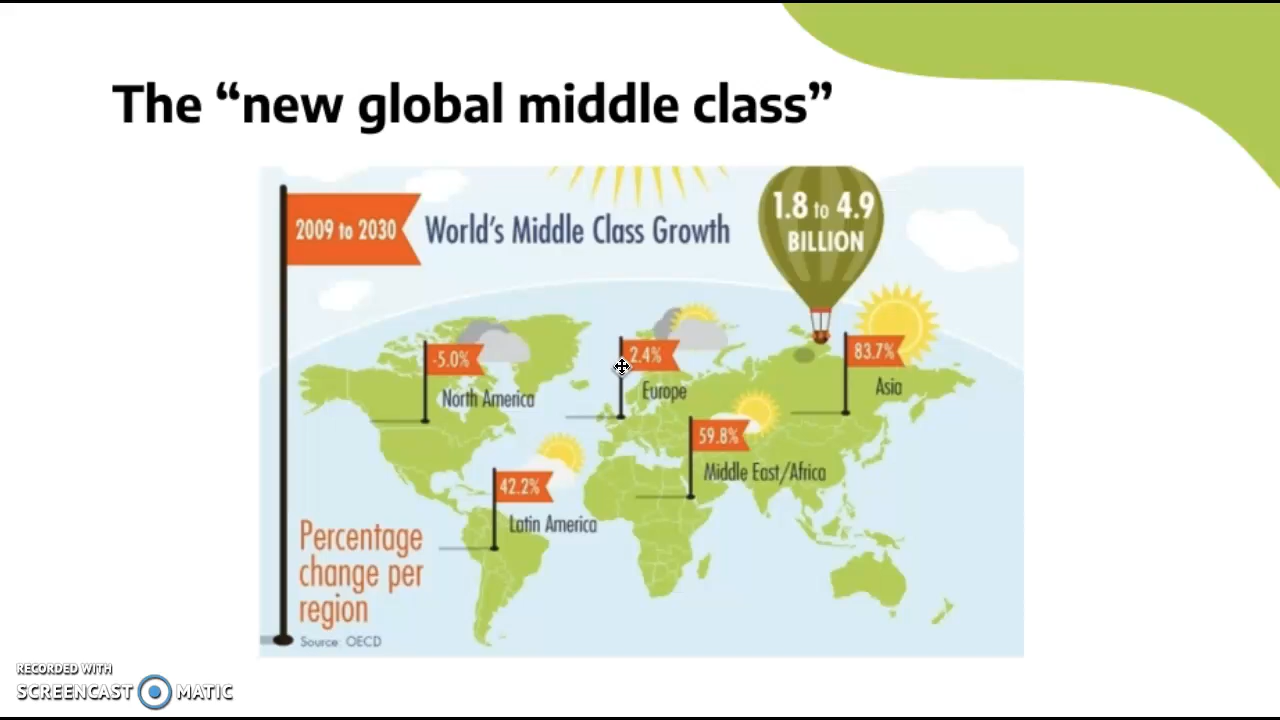 The “new global middle class”
2009 to 2030
World's Middle Class Growth
1.8 to 4.9
BILLION
-5.0%
North America
2.4%
Europe
83.7%
Asia
59.8%
Middle East/Africa
42.2%
Latin America
Percentage
change per
region
Source: OECD
RECORDED WITH
SCREENCAST MATIC